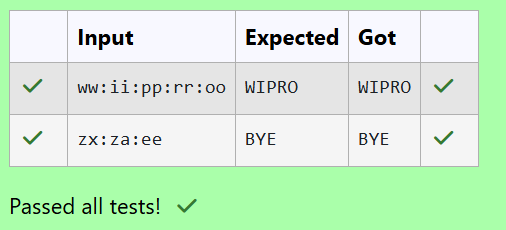 Input Expected Got
ww:ii:pp:rr:oo WIPRO WIPRO
zx:za:ee BYE BYE
Passed all tests!